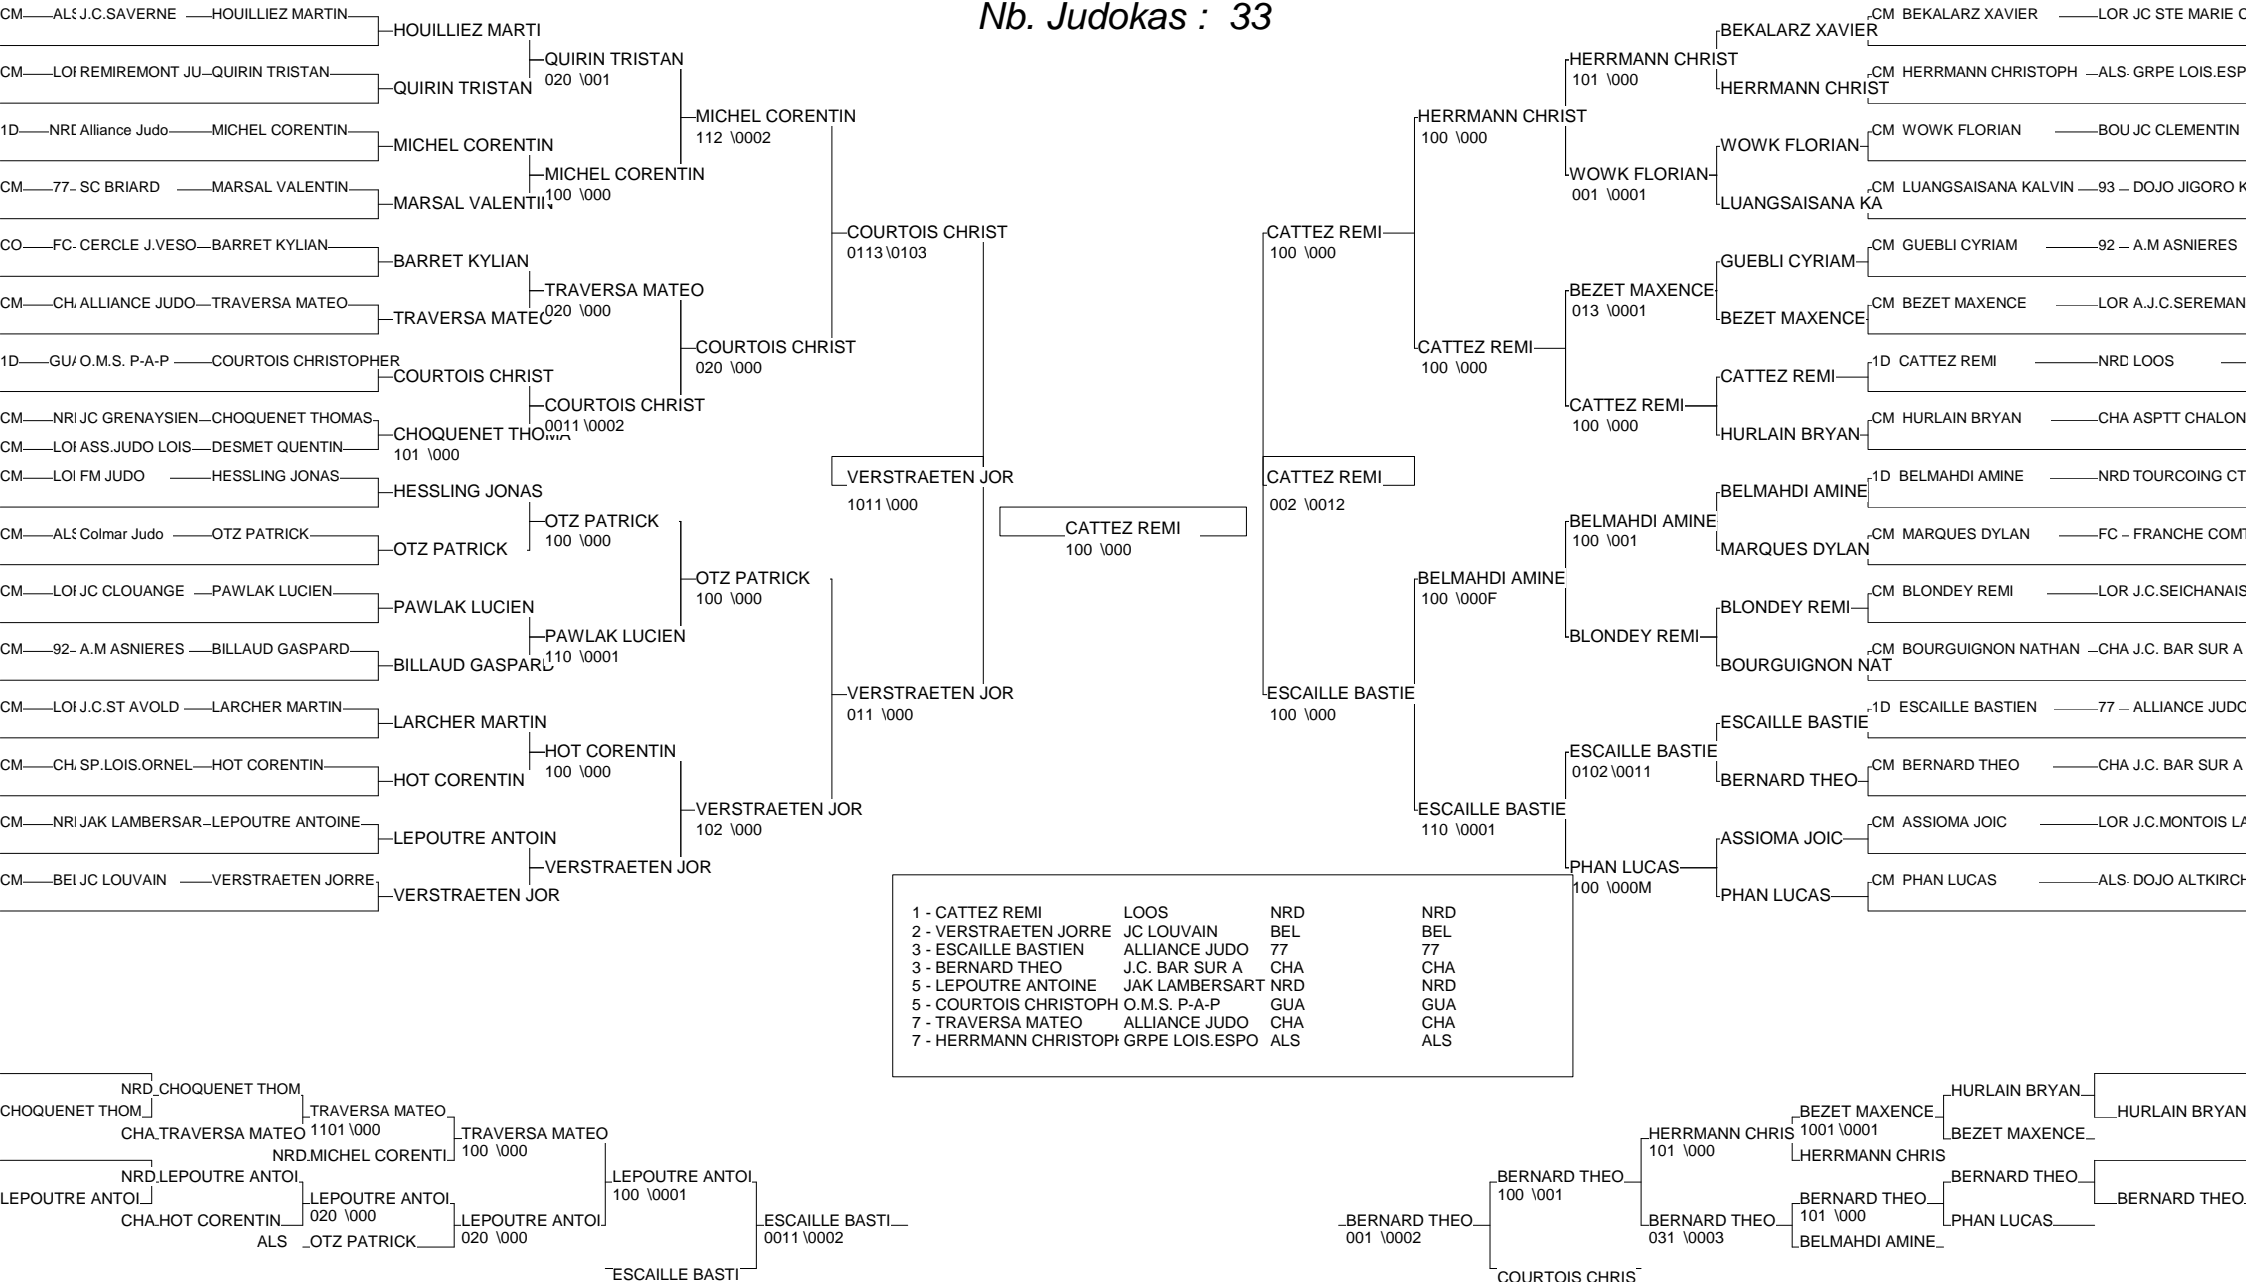 Nb. Judokas : 33
CM ALS J.C.SAVERNE HOUILLIEZ MARTIN
HOUILLIEZ MARTI
CM LOI REMIREMONT JU QUIRIN TRISTAN
QUIRIN TRISTAN
1D NRD Alliance Judo MICHEL CORENTIN
MICHEL CORENTIN
CM 77 SC BRIARD MARSAL VALENTIN
MARSAL VALENTIN
CO FC CERCLE J.VESO BARRET KYLIAN
BARRET KYLIAN
CM CHA ALLIANCE JUDO TRAVERSA MATEO
TRAVERSA MATEO
1D GUA O.M.S. P-A-P COURTOIS CHRISTOPHER
COURTOIS CHRIST
CM NRI JC GRENAYSIEN CHOQUENET THOMAS
CHOQUENET THOMA
101 \000
CM LOI ASS.JUDO LOIS DESMET QUENTIN
CM LOI FM JUDO HESSLING JONAS
HESSLING JONAS
CM ALS Colmar Judo OTZ PATRICK
OTZ PATRICK
CM LOI JC CLOUANGE PAWLAK LUCIEN
PAWLAK LUCIEN
CM 92- A.M ASNIERES BILLAUD GASPARD
BILLAUD GASPARD
CM LOI J.C.ST AVOLD LARCHER MARTIN
LARCHER MARTIN
CM CHA SP.LOIS.ORNEL HOT CORENTIN
HOT CORENTIN
CM NRI JAK LAMBERSAR LEPOUTRE ANTOINE
LEPOUTRE ANTOIN
CM BEI JC LOUVAIN VERSTRAETEN JORRE
VERSTRAETEN JOR
QUIRIN TRISTAN
020 \001
MICHEL CORENTIN
100 \000
TRAVERSA MATEO
020 \000
COURTOIS CHRIST
0011 \0002
OTZ PATRICK
100 \000
PAWLAK LUCIEN
110 \0001
HOT CORENTIN
100 \000
VERSTRAETEN JOR
MICHEL CORENTIN
112 \0002
COURTOIS CHRIST
020 \000
OTZ PATRICK
100 \000
VERSTRAETEN JOR
102 \000
COURTOIS CHRIST
0113 \0103
VERSTRAETEN JOR
011 \000
VERSTRAETEN JOR
1011 \000
CATTEZ REMI
100 \000
CATTEZ REMI
002 \0012
CATTEZ REMI
100 \000
ESCAILLE BASTIE
100 \000
HERRMANN CHRIST
100 \000
CATTEZ REMI
100 \000
BELMAHDI AMINE
100 \000F
ESCAILLE BASTIE
110 \0001
HERRMANN CHRIST
101 \000
WOWK FLORIAN
001 \0001
BEZET MAXENCE
013 \0001
CATTEZ REMI
100 \000
BELMAHDI AMINE
100 \001
BLONDEY REMI
ESCAILLE BASTIE
0102 \0011
PHAN LUCAS
100 \000M
BEKALARZ XAVIER
CM BEKALARZ XAVIER LOR JC STE MARIE C
HERRMANN CHRIST
CM HERRMANN CHRISTOPH ALS GRPE LOIS.ESP
WOWK FLORIAN
CM WOWK FLORIAN BOU JC CLEMENTIN
LUANGSAISANA KA
CM LUANGSAISANA KALVIN 93 DOJO JIGORO K
GUEBLI CYRIAM
CM GUEBLI CYRIAM 92 A.M ASNIERES
BEZET MAXENCE
CM BEZET MAXENCE LOR A.J.C.SEREMAN
CATTEZ REMI
1D CATTEZ REMI NRD LOOS
HURLAIN BRYAN
CM HURLAIN BRYAN CHA ASPTT CHALON
BELMAHDI AMINE
1D BELMAHDI AMINE NRD TOURCOING CT
MARQUES DYLAN
CM MARQUES DYLAN FC FRANCHE COMT
BLONDEY REMI
CM BLONDEY REMI LOR J.C.SEICHANAIS
BOURGUIGNON NAT
CM BOURGUIGNON NATHAN CHA J.C. BAR SUR A
ESCAILLE BASTIE
1D ESCAILLE BASTIEN 77 ALLIANCE JUDO
BERNARD THEO
CM BERNARD THEO CHA J.C. BAR SUR A
ASSIOMA JOIC
CM ASSIOMA JOIC LOR J.C.MONTOIS LA
PHAN LUCAS
CM PHAN LUCAS ALS DOJO ALTKIRCH
1 - CATTEZ REMI LOOS NRD NRD
2 - VERSTRAETEN JORRE JC LOUVAIN BEL BEL
3 - ESCAILLE BASTIEN ALLIANCE JUDO 77 77
3 - BERNARD THEO J.C. BAR SUR A CHA CHA
5 - LEPOUTRE ANTOINE JAK LAMBERSART NRD NRD
5 - COURTOIS CHRISTOPH O.M.S. P-A-P GUA GUA
7 - TRAVERSA MATEO ALLIANCE JUDO CHA CHA
7 - HERRMANN CHRISTOPH GRPE LOIS.ESPO ALS ALS
NRD CHOQUENET THOM
CHOQUENET THOM
CHA TRAVERSA MATEO
TRAVERSA MATEO
1101 \000
NRD MICHEL CORENTI
TRAVERSA MATEO
100 \000
NRD LEPOUTRE ANTOI
LEPOUTRE ANTOI
CHA HOT CORENTIN
LEPOUTRE ANTOI
020 \000
ALS OTZ PATRICK
LEPOUTRE ANTOI
020 \000
LEPOUTRE ANTOI
100 \0001
ESCAILLE BASTI
ESCAILLE BASTI
0011 \0002
BERNARD THEO
001 \0002
BERNARD THEO
100 \001
COURTOIS CHRIS
HERRMANN CHRIS
101 \000
BERNARD THEO
031 \0003
BEZET MAXENCE
1001 \0001
HERRMANN CHRIS
BERNARD THEO
101 \000
BELMAHDI AMINE
HURLAIN BRYAN
BEZET MAXENCE
BERNARD THEO
PHAN LUCAS
HURLAIN BRYAN
BERNARD THEO